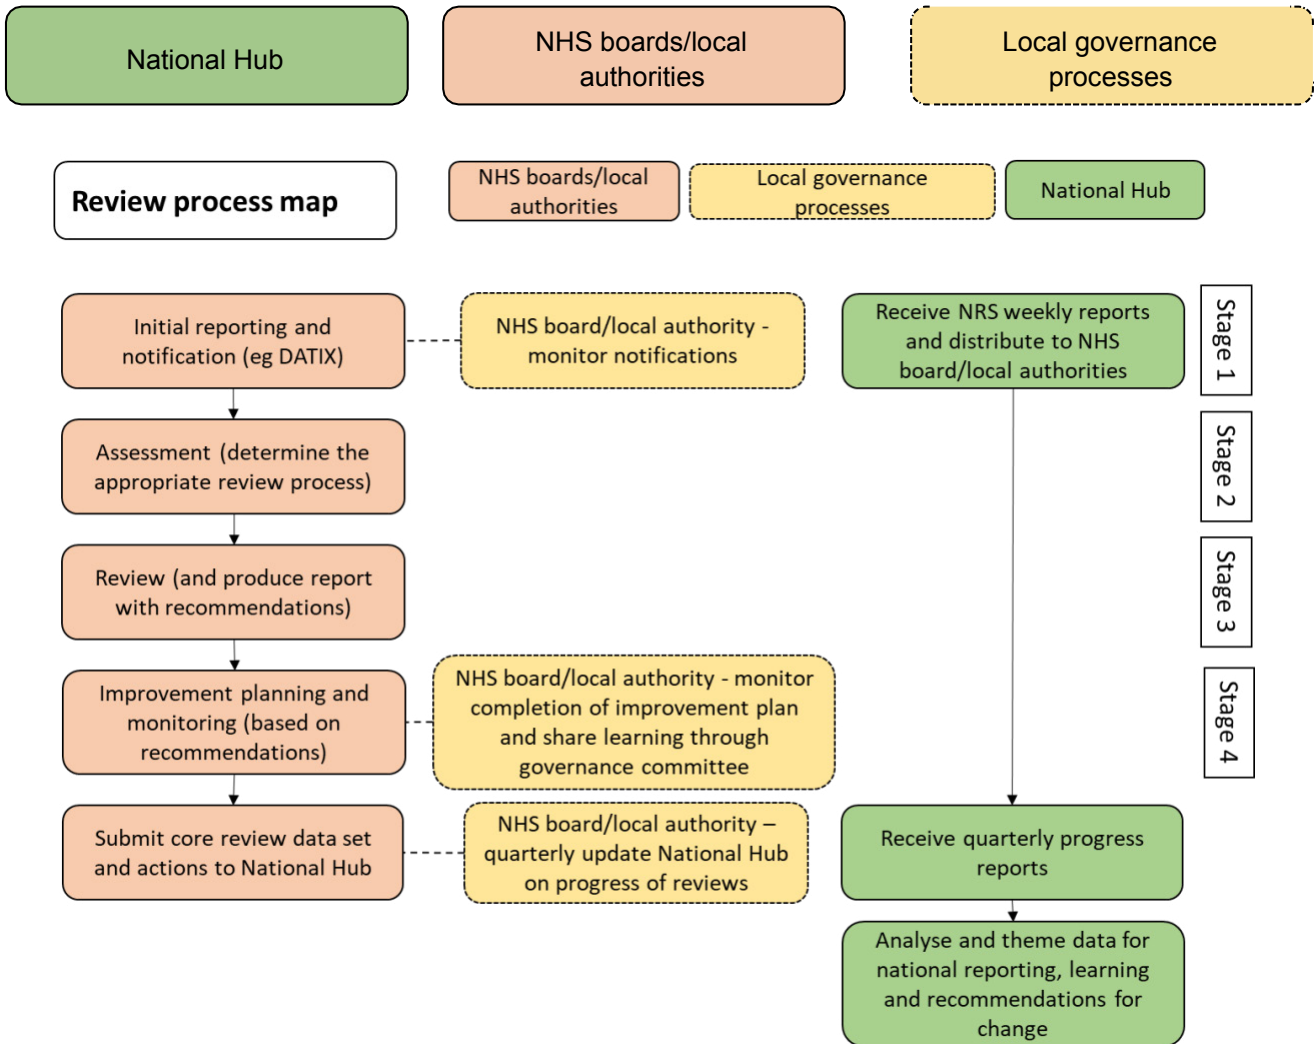 National Hub
NHS boards/local
authorities
Local governance
processes
Review process map
NHS boards/local
authorities
Local governance
processes
National Hub
Initial reporting and
notification (eg DATIX)
NHS board/local authority -
monitor notifications
Receive NRS weekly reports
and distribute to NHS
board/local authorities
Stage 1
Assessment (determine the
appropriate review process)
Stage 2
Review (and produce report
with recommendations)
Stage 3
Improvement planning and
monitoring (based on
recommendations)
NHS board/local authority - monitor
completion of improvement plan
and share learning through
governance committee
Stage 4
Submit core review data set
and actions to National Hub
NHS board/local authority –
quarterly update National Hub
on progress of reviews
Receive quarterly progress
reports
Analyse and theme data for
national reporting, learning
and recommendations for
change